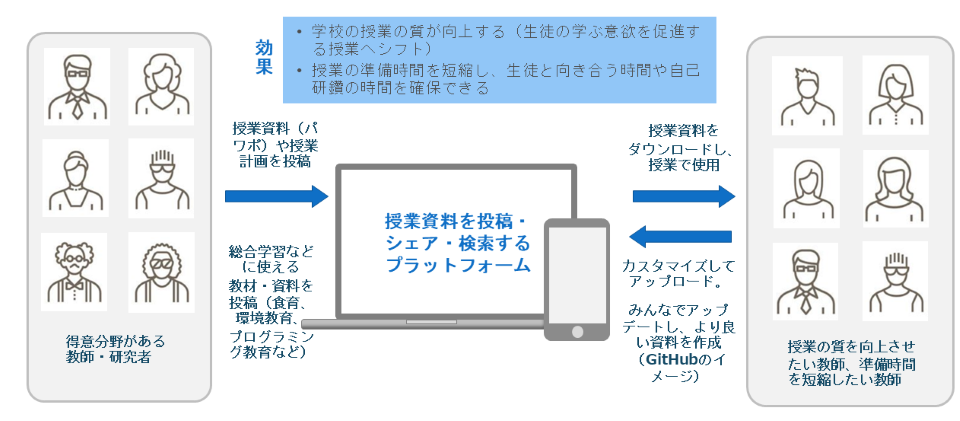 効果
• 学校の授業の質が向上する（生徒の学ぶ意欲を促進す
る授業へシフト）
• 授業の準備時間を短縮し、生徒と向き合う時間や自己
研鑽の時間を確保できる
授業資料（パ
ワポ）や授業
計画を投稿
総合学習など
に使える
教材・資料を
投稿（食育、
環境教育、
プログラミン
グ教育など）
得意分野がある
教師・研究者
授業資料を投稿・
シェア・検索する
プラットフォーム
授業資料を
ダウンロードし、
授業で使用
カスタマイズして
アップロード。
みんなでアップ
デートし、より良
い資料を作成
（GitHubのイ
メージ）
授業の質を向上させ
たい教師、準備時間
を短縮したい教師